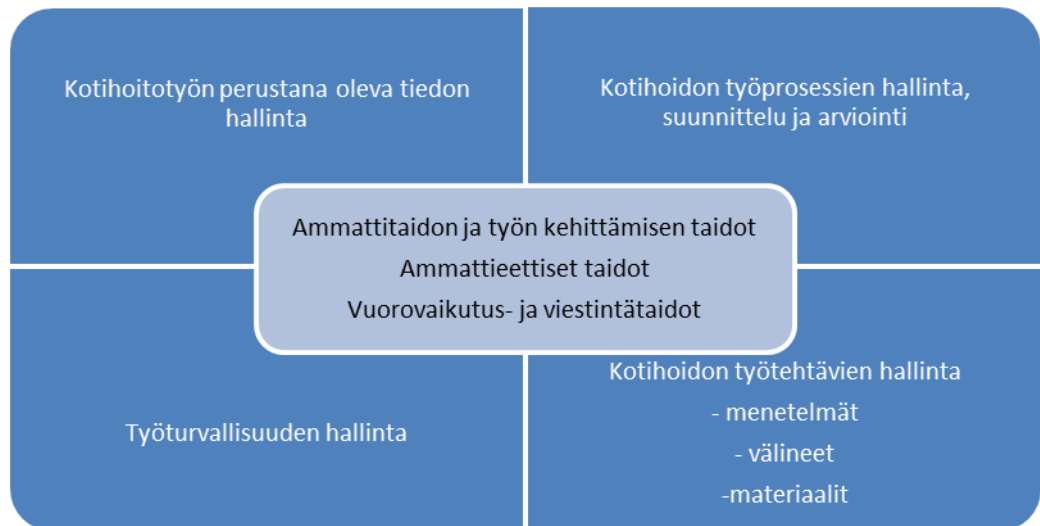 Kotihoitotyön perustana oleva tiedon
hallinta
Kotihoidon työprosessien hallinta,
suunnittelu ja arviointi
Ammattitaidon ja työn kehittämisen taidot
Ammattieettiset taidot
Vuorovaikutus- ja viestintätaidot
Työturvallisuuden hallinta
Kotihoidon työtehtävien hallinta
- menetelmät
- välineet
-materiaalit